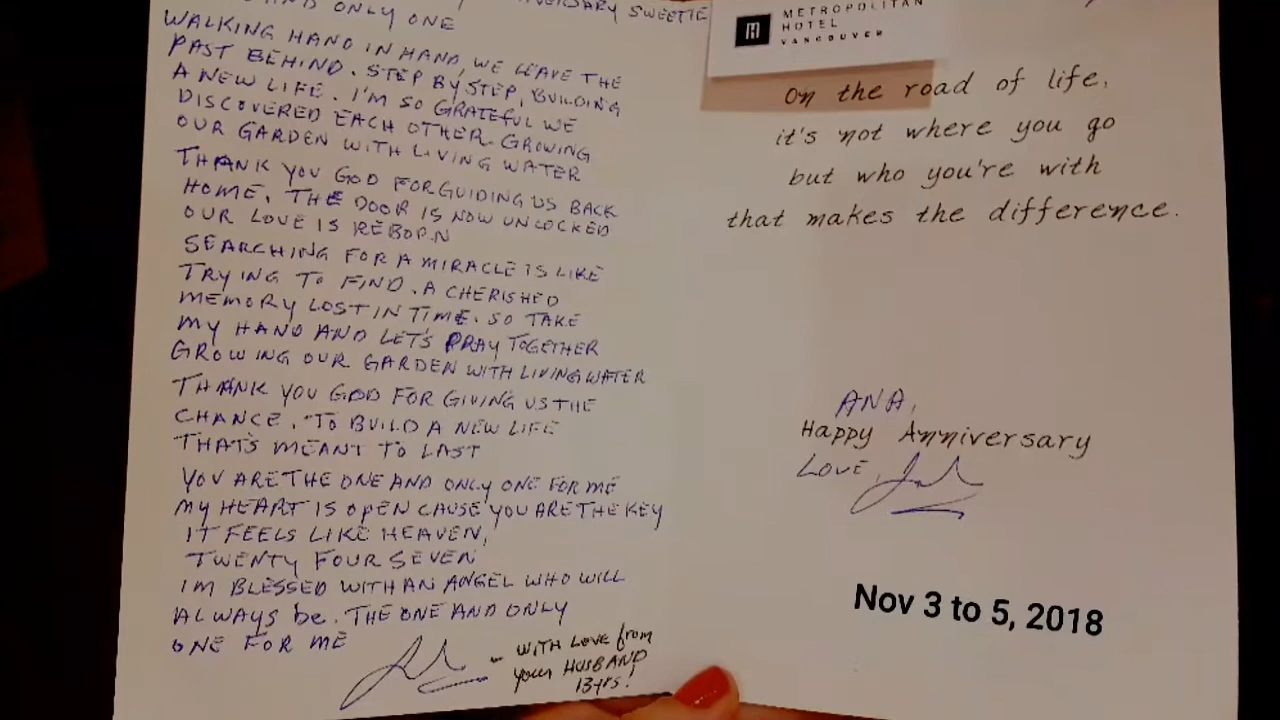 SWEETIE
AND ONLY ONE
WALKING HAND IN HAND, WE LEAVE THE
PAST BEHIND. STEP BY STEP, BUILDING
A NEW LIFE. I'M SO GRATEFUL WE
DISCOVERED EACH OTHER. GROWING
OUR GARDEN WITH LIVING WATER
THANK YOU GOD FOR GUIDING US BACK
HOME. THE DOOR IS NOW UNLOCKED
OUR LOVE IS REBORN
SEARCHING FOR A MIRACLE IS LIKE
TRYING TO FIND. A CHERISHED
MEMORY LOST IN TIME. SO TAKE
MY HAND AND LET'S PRAY TOGETHER
GROWING OUR GARDEN WITH LIVING WATER
THANK YOU GOD FOR GIVING US THE
CHANCE. TO BUILD A NEW LIFE
THAT'S MEANT TO LAST
YOU ARE THE ONE AND ONLY ONE FOR ME
MY HEART IS OPEN CAUSE YOU ARE THE KEY
IT FEELS LIKE HEAVEN,
TWENTY FOUR SEVEN
I'M BLESSED WITH AN ANGEL WHO WILL
ALWAYS be. THE ONE AND ONLY
ONE FOR ME
- WITH LOVE from
your HUSBAND
13yrs!
METROPOLITAN
HOTEL
VANCOUVER
On the road of life,
it's not where you go
but who you're with
that makes the difference.
ANA,
Happy Anniversary
LOVE,
Nov 3 to 5, 2018